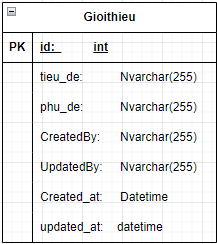 Gioithieu
PK id: int
tieu_de: Nvarchar(255)
phu_de: Nvarchar(255)
CreatedBy: Nvarchar(255)
UpdatedBy: Nvarchar(255)
Created_at: Datetime
updated_at: datetime